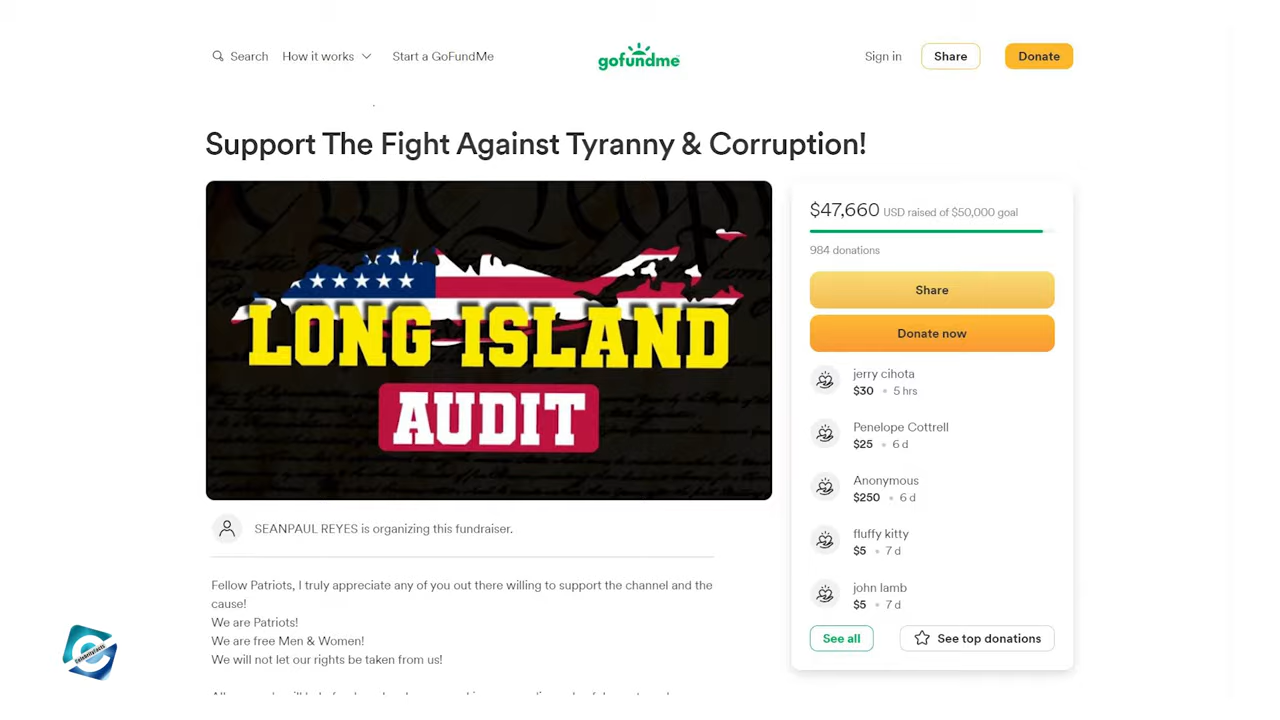 Search How it works Start a GoFundMe gofundme Sign in Share Donate
Support The Fight Against Tyranny & Corruption!
LONG ISLAND
AUDIT
$47,660 USD raised of $50,000 goal
984 donations
Share
Donate now
jerry cihota
$30 • 5 hrs
Penelope Cottrell
$25 • 6 d
Anonymous
$250 • 6 d
fluffy kitty
$5 • 7 d
john lamb
$5 • 7 d
See all See top donations
SEANPAUL REYES is organizing this fundraiser.
Fellow Patriots, I truly appreciate any of you out there willing to support the channel and the
cause!
We are Patriots!
We are free Men & Women!
We will not let our rights be taken from us!